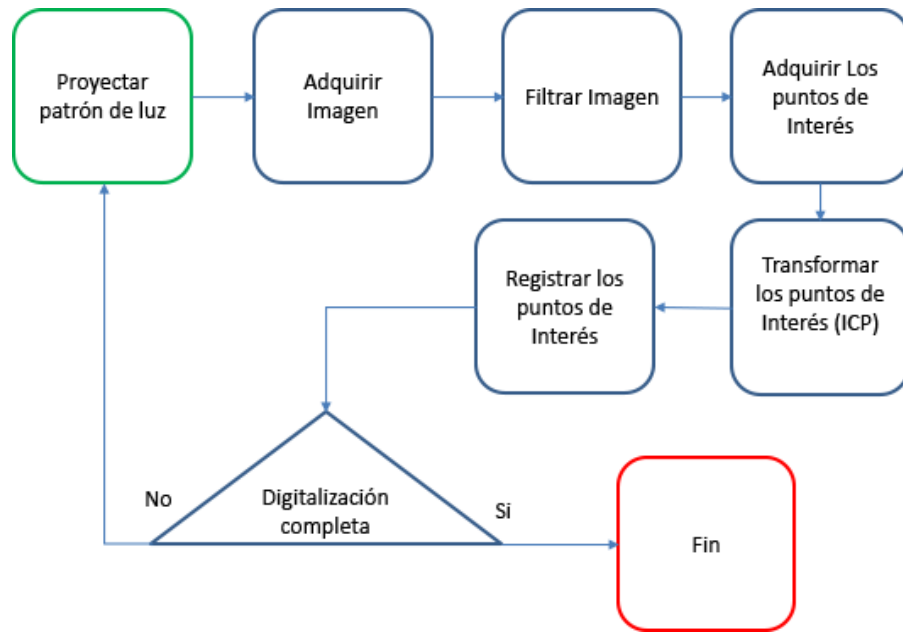 Proyectar
patrón de luz
Adquirir
Imagen
Filtrar Imagen
Adquirir Los
puntos de
Interés
Transformar
los puntos de
Interés (ICP)
Registrar los
puntos de
Interés
Digitalización
completa
No
Si
Fin